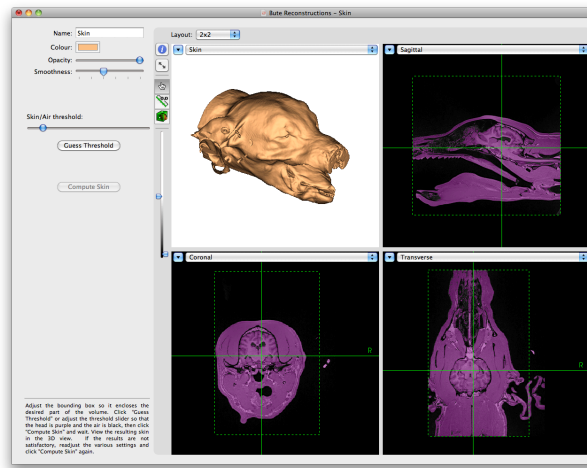 Bute Reconstructions – Skin
Name: Skin
Colour:
Opacity:
Smoothness:
Skin/Air threshold:
Guess Threshold
Compute Skin
Adjust the bounding box so it encloses the
desired part of the volume. Click "Guess
Threshold" or adjust the threshold slider so that
the head is purple and the air is black, then click
"Compute Skin" and wait. View the resulting skin
in the 3D view. If the results are not
satisfactory, readjust the various settings and
click "Compute Skin" again.
Layout: 2x2
Skin
Sagittal
Coronal
R
Transverse
R